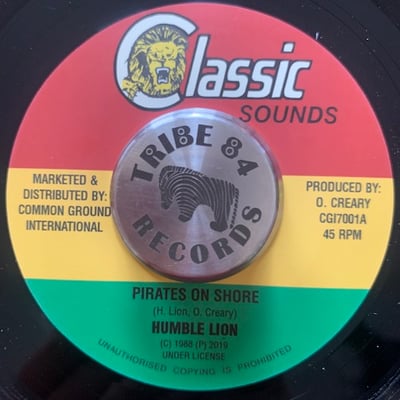 Classic
SOUNDS
TRIBE 84
RECORDS
MARKETED &
DISTRIBUTED BY:
COMMON GROUND
INTERNATIONAL
PRODUCED BY:
O. CREARY
CGI7001A
45 RPM
PIRATES ON SHORE
(H. Lion, O. Creary)
HUMBLE LION
(C) 1988 (P) 2019
UNDER LICENSE
UNAUTHORISED COPYING IS PROHIBITED